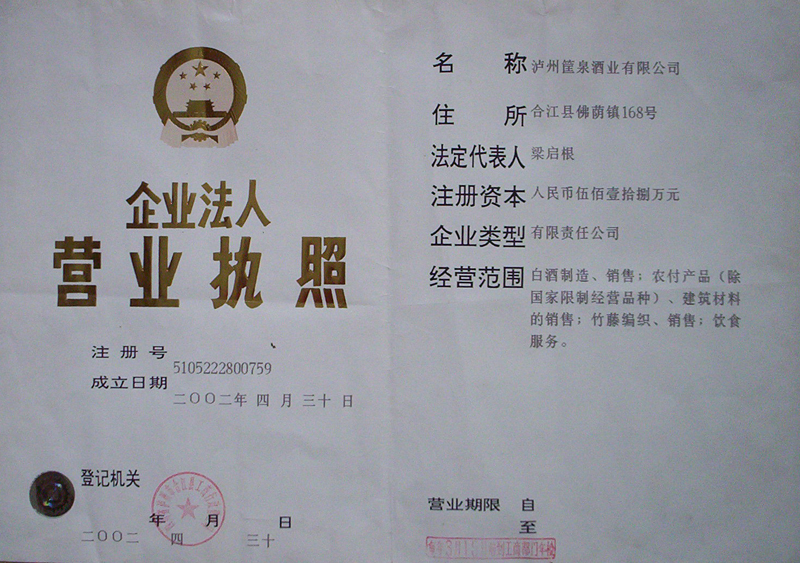 企业法人
营业执照
注册号 5105222800759
成立日期 二〇〇二年 四 月 三十 日
登记机关
年 月 日
二〇〇二 四 三十
名 称 泸州筐泉酒业有限公司
住 所 合江县佛荫镇168号
法定代表人 梁启根
注册资本 人民币伍佰壹拾捌万元
企业类型 有限责任公司
经营范围 白酒制造、销售；农付产品（除
国家限制经营品种）、建筑材料
的销售；竹藤编织、销售；饮食
服务。
营业期限 自
至